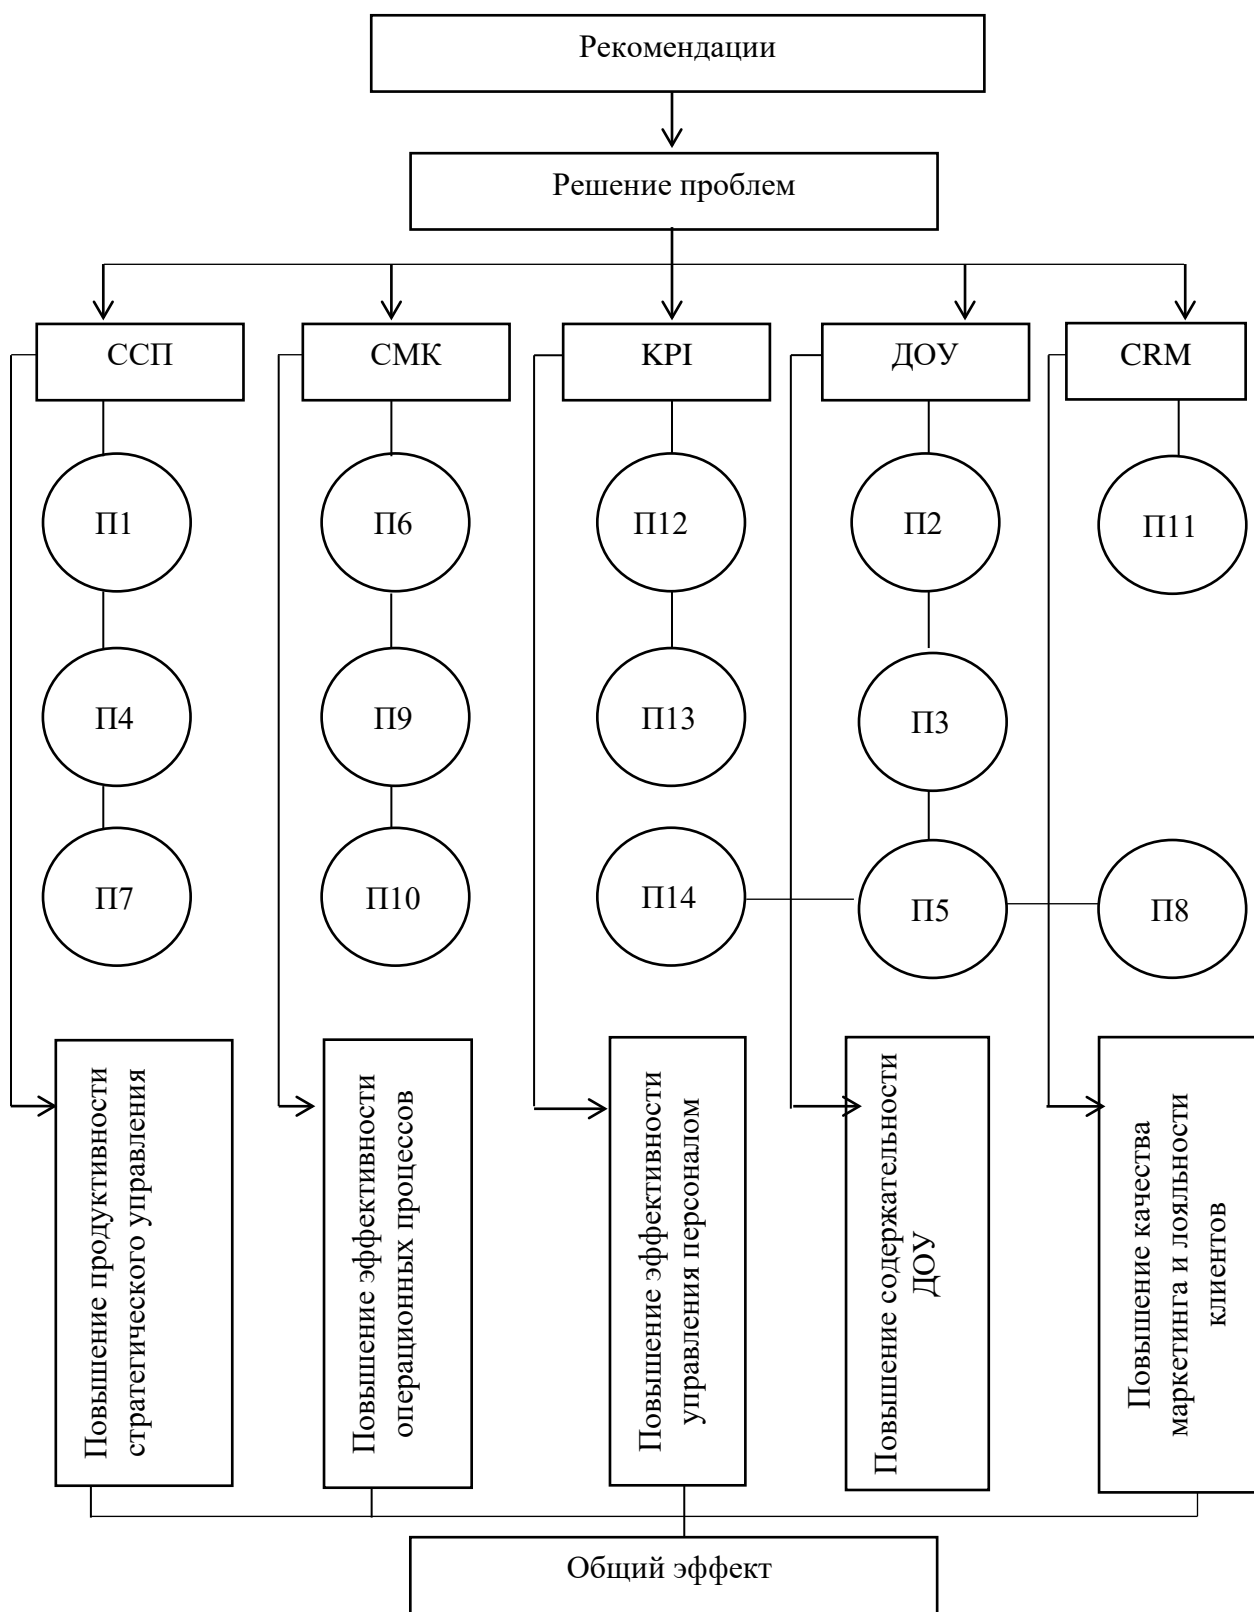 Рекомендации
Решение проблем
ССП
СМК
KPI
ДОУ
CRM
П1
П6
П12
П2
П11
П4
П9
П13
П3
П7
П10
П14
П5
П8
Повышение продуктивности
стратегического управления
Повышение эффективности
операционных процессов
Повышение эффективности
управления персоналом
Повышение содержательности
ДОУ
Повышение качества
маркетинга и лояльности
клиентов
Общий эффект